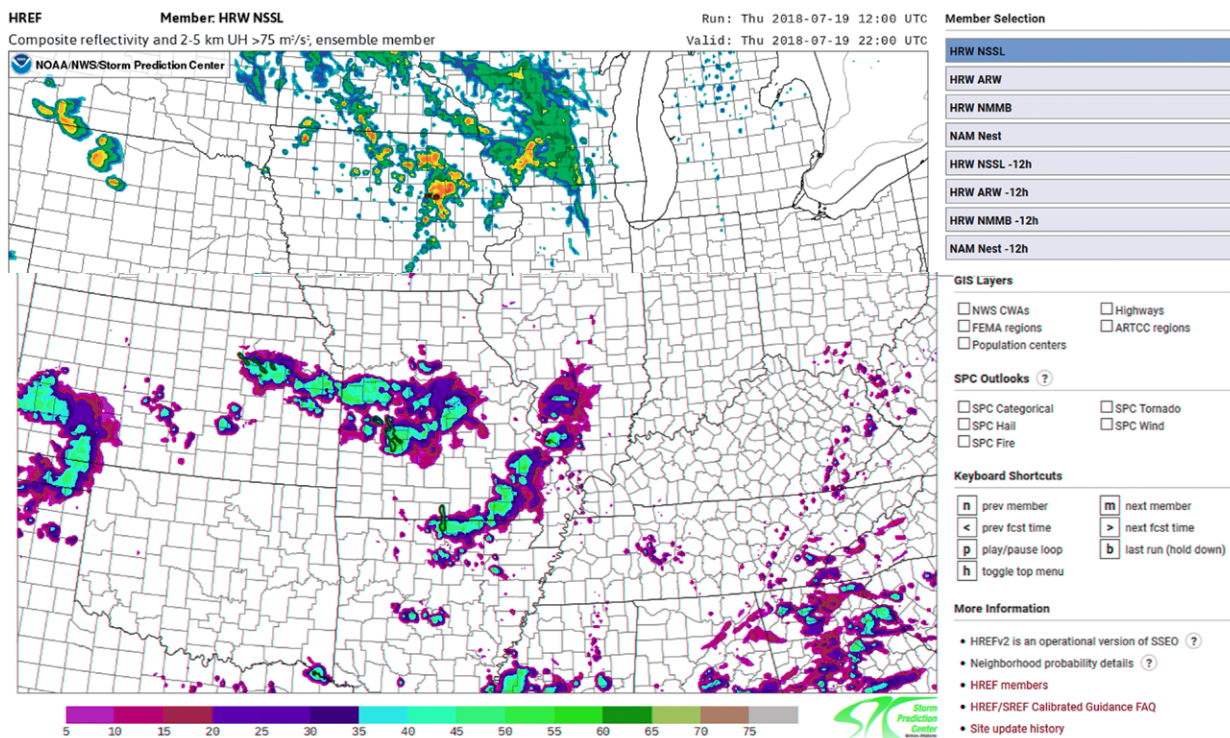 HREF
Member: HRW NSSL
Run: Thu 2018-07-19 12:00 UTC
Composite reflectivity and 2-5 km UH >75 m²/s², ensemble member
Valid: Thu 2018-07-19 22:00 UTC
NOAA/NWS/Storm Prediction Center
Member Selection
HRW NSSL
HRW ARW
HRW NMMB
NAM Nest
HRW NSSL -12h
HRW ARW -12h
HRW NMMB -12h
NAM Nest -12h
GIS Layers
NWS CWAs
Highways
FEMA regions
ARTCC regions
Population centers
SPC Outlooks ?
SPC Categorical
SPC Tornado
SPC Hail
SPC Wind
SPC Fire
Keyboard Shortcuts
n prev member
m next member
< prev fcst time
> next fcst time
p play/pause loop
b last run (hold down)
h toggle top menu
More Information
• HREFv2 is an operational version of SSEO ?
• Neighborhood probability details ?
• HREF members
• HREF/SREF Calibrated Guidance FAQ
• Site update history
5 10 15 20 25 30 35 40 45 50 55 60 65 70 75
Storm
Prediction
Center